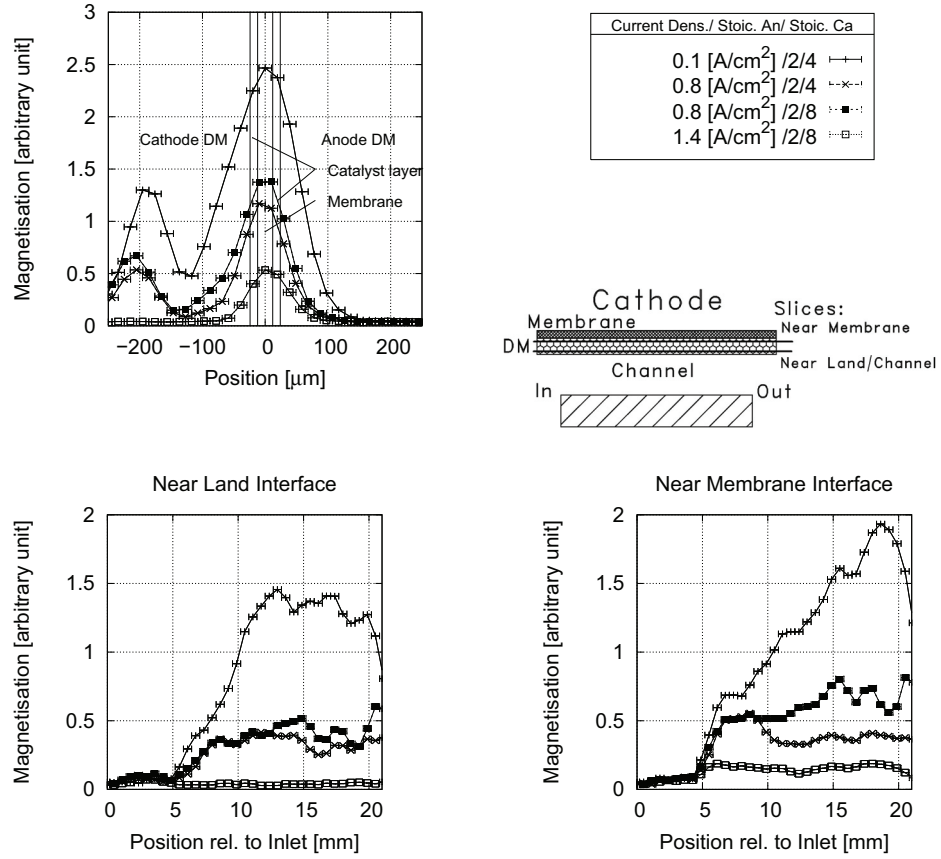 3
2.5
2
1.5
1
0.5
0
Magnetisation [arbitrary unit]
Cathode DM
Anode DM
Catalyst layer
Membrane
−200 −100 0 100 200
Position [μm]
Current Dens./ Stoic. An/ Stoic. Ca
0.1 [A/cm²] /2/4
0.8 [A/cm²] /2/4
0.8 [A/cm²] /2/8
1.4 [A/cm²] /2/8
Cathode
Slices:
Membrane
Near Membrane
DM
Near Land/Channel
Channel
In
Out
Near Land Interface
2
1.5
1
0.5
0
Magnetisation [arbitrary unit]
0 5 10 15 20
Position rel. to Inlet [mm]
Near Membrane Interface
2
1.5
1
0.5
0
Magnetisation [arbitrary unit]
0 5 10 15 20
Position rel. to Inlet [mm]